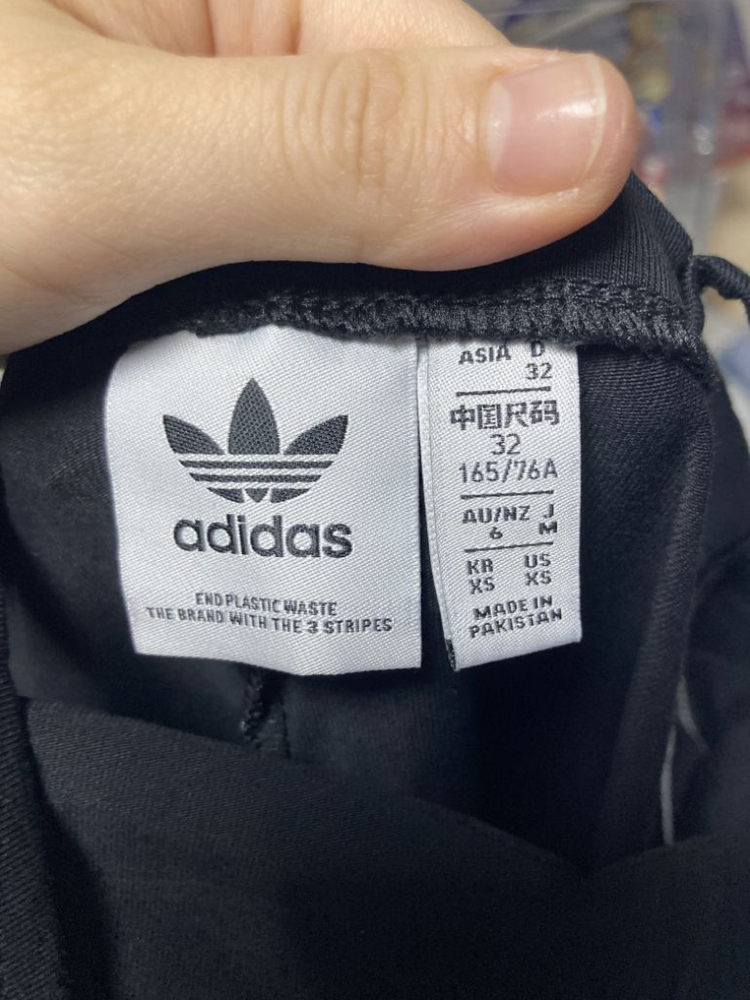 adidas
END PLASTIC WASTE
THE BRAND WITH THE 3 STRIPES
ASIA D
32
中国尺码
32
165/76A
AU/NZ J
6 M
KR US
XS XS
MADE IN
PAKISTAN